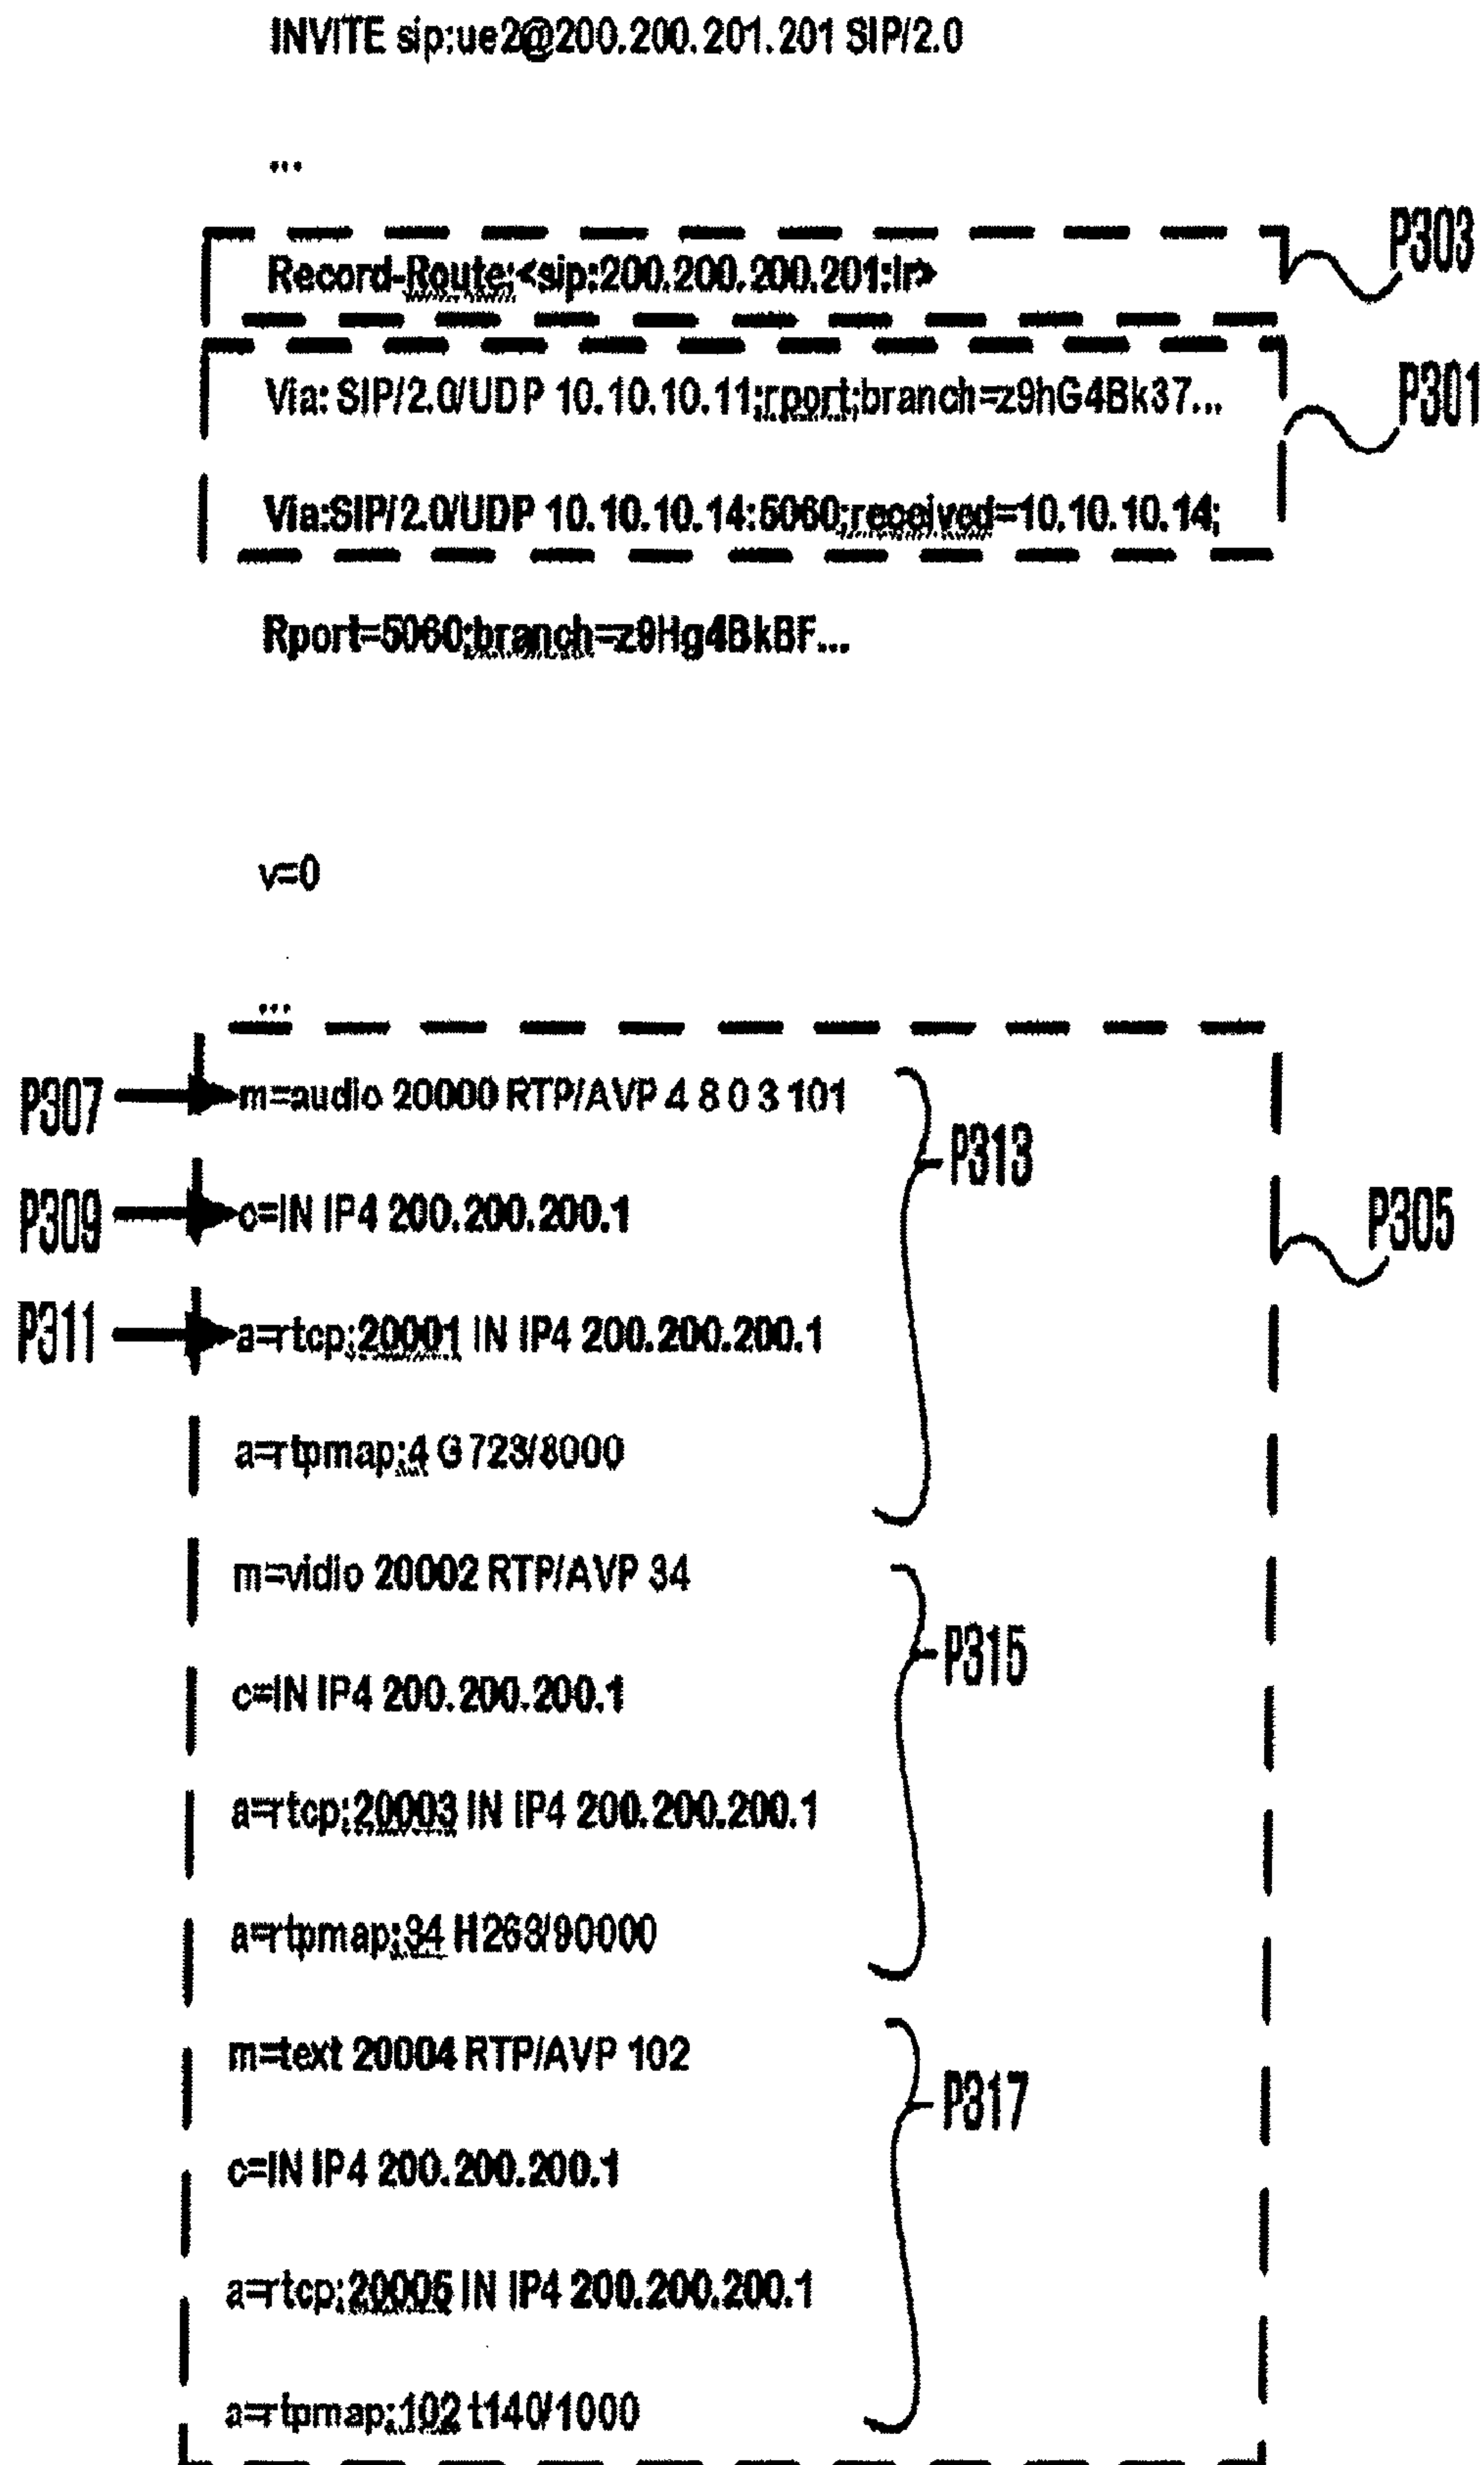 INVITE sip:ue2@200.200.201.201 SIP/2.0
...
Record-Route:<sip:200.200.200.201:lr>
P303
Via: SIP/2.0/UDP 10.10.10.11;rport;branch=z9hG4Bk37...
P301
Via:SIP/2.0/UDP 10.10.10.14:5060;received=10.10.10.14;
Rport=5060;branch=z9Hg4BkBF...
v=0
...
P307 m=audio 20000 RTP/AVP 4 8 0 3 101
P313
P309 c=IN IP4 200.200.200.1
P305
P311 a=rtcp:20001 IN IP4 200.200.200.1
a=rtpmap:4 G723/8000
m=vidio 20002 RTP/AVP 34
P315
c=IN IP4 200.200.200.1
a=rtcp:20003 IN IP4 200.200.200.1
a=rtpmap:34 H263/90000
m=text 20004 RTP/AVP 102
P317
c=IN IP4 200.200.200.1
a=rtcp:20005 IN IP4 200.200.200.1
a=rtpmap:102 t140/1000